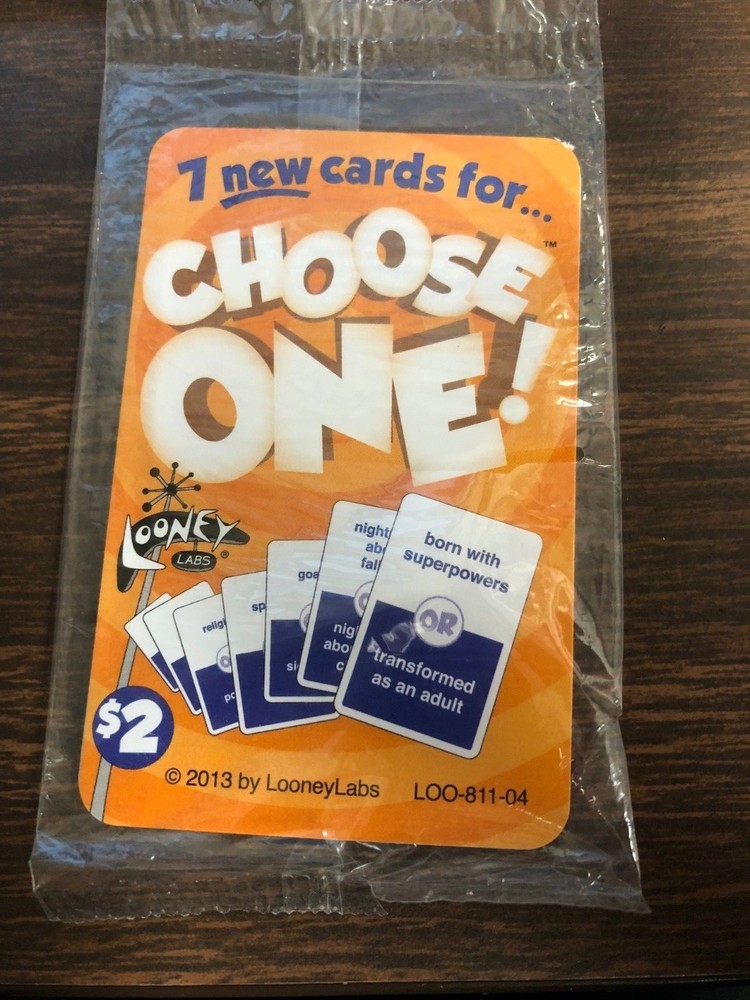 7 new cards for...
CHOOSE™
ONE!
LOONEY
LABS®
born with
superpowers
OR
transformed
as an adult
$2
© 2013 by LooneyLabs LOO-811-04